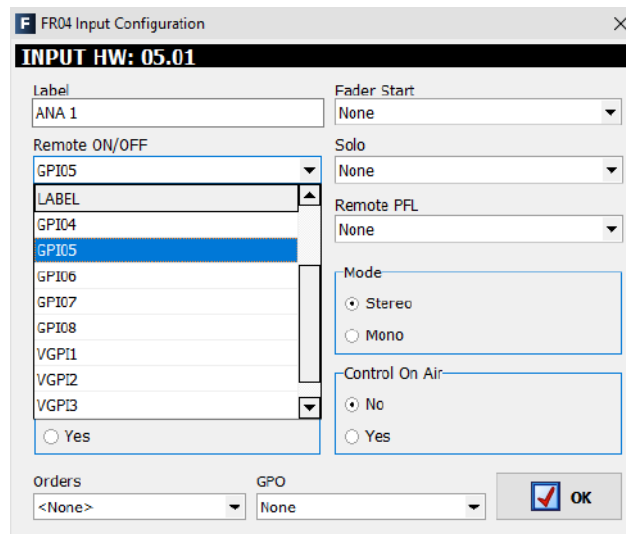 F FR04 Input Configuration
INPUT HW: 05.01
Label
ANA 1
Remote ON/OFF
GPI05
LABEL
GPI04
GPI05
GPI06
GPI07
GPI08
VGPI1
VGPI2
VGPI3
Yes
Fader Start
None
Solo
None
Remote PFL
None
Mode
Stereo
Mono
Control On Air
No
Yes
Orders
<None>
GPO
None
OK